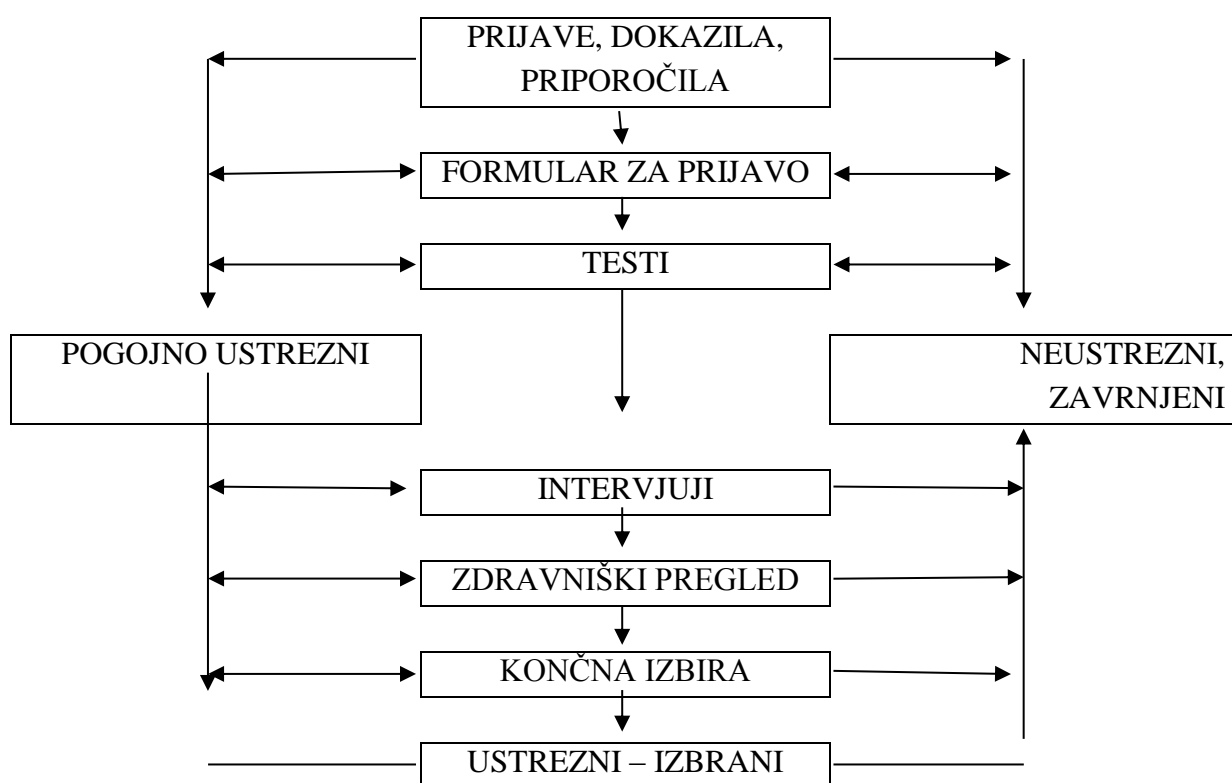 PRIJAVE, DOKAZILA,
PRIPOROČILA
FORMULAR ZA PRIJAVO
TESTI
POGOJNO USTREZNI
NEUSTREZNI,
ZAVRNJENI
INTERVJUJI
ZDRAVNIŠKI PREGLED
KONČNA IZBIRA
USTREZNI – IZBRANI